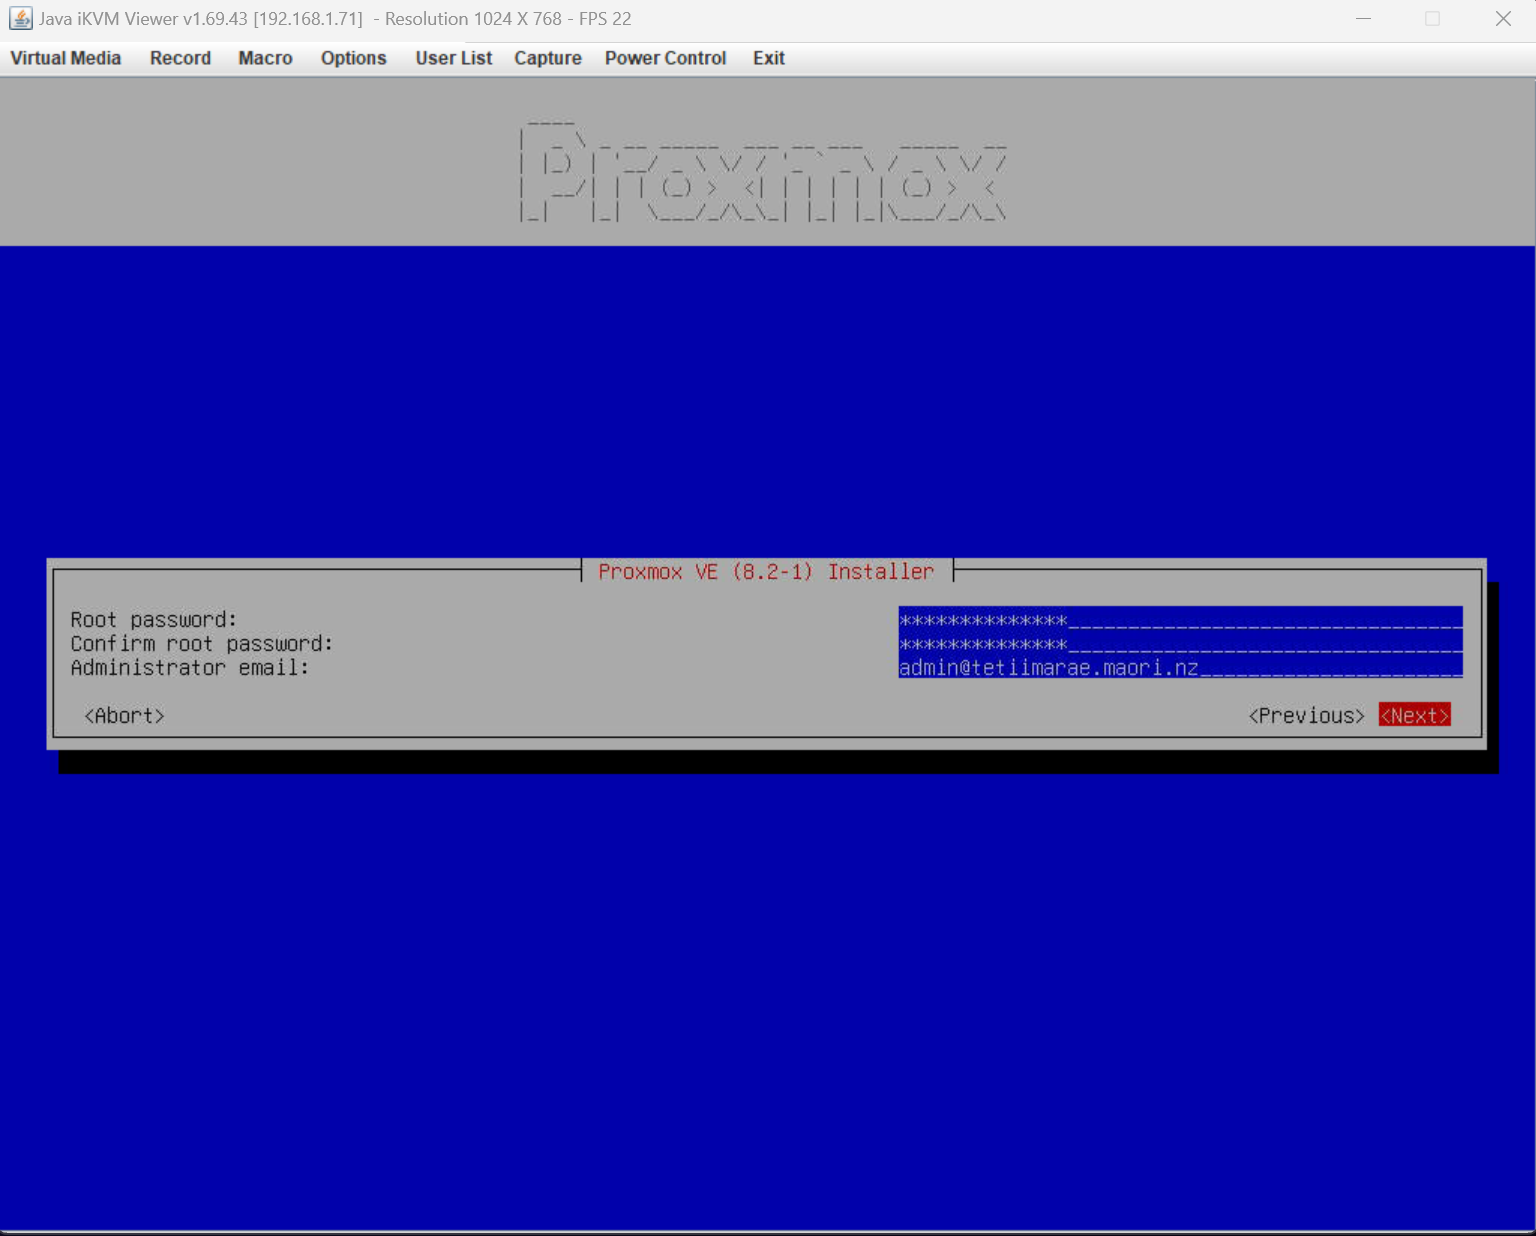 Java iKVM Viewer v1.69.43 [192.168.1.71] - Resolution 1024 X 768 - FPS 22
Virtual Media Record Macro Options User List Capture Power Control Exit
Proxmox
Proxmox VE (8.2-1) Installer
Root password: **************
Confirm root password: **************
Administrator email: admin@tetiimarae.maori.nz
<Abort> <Previous> <Next>